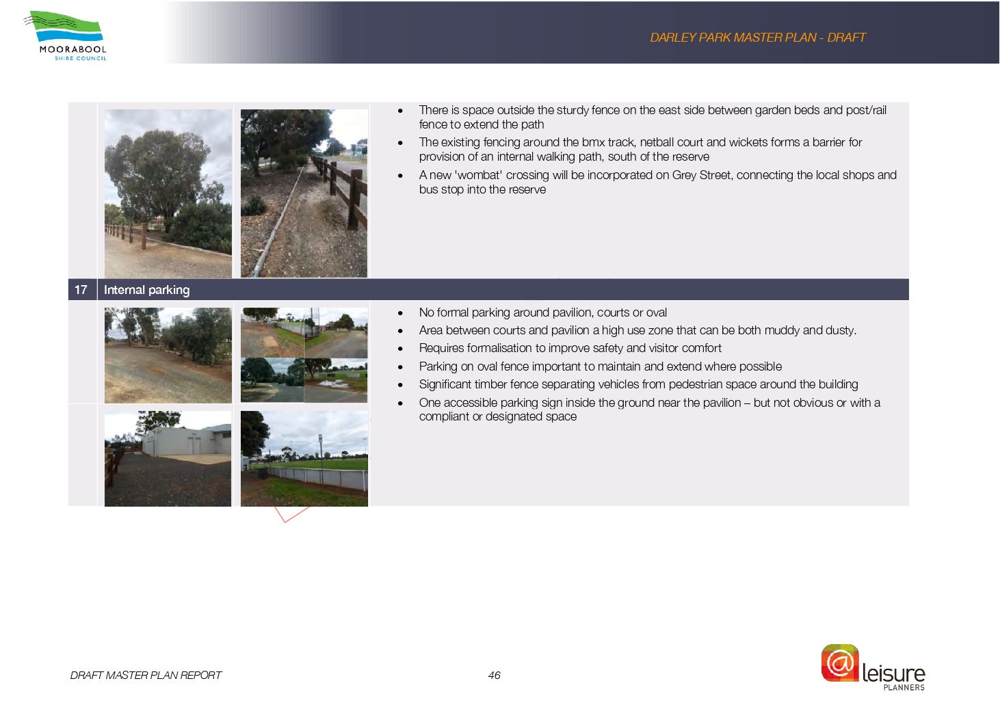 MOORABOOL
SHIRE COUNCIL
DARLEY PARK MASTER PLAN - DRAFT
• There is space outside the sturdy fence on the east side between garden beds and post/rail
fence to extend the path
• The existing fencing around the bmx track, netball court and wickets forms a barrier for
provision of an internal walking path, south of the reserve
• A new 'wombat' crossing will be incorporated on Grey Street, connecting the local shops and
bus stop into the reserve
17 Internal parking
• No formal parking around pavilion, courts or oval
• Area between courts and pavilion a high use zone that can be both muddy and dusty.
• Requires formalisation to improve safety and visitor comfort
• Parking on oval fence important to maintain and extend where possible
• Significant timber fence separating vehicles from pedestrian space around the building
• One accessible parking sign inside the ground near the pavilion – but not obvious or with a
compliant or designated space
DRAFT MASTER PLAN REPORT
46
@leisure
PLANNERS